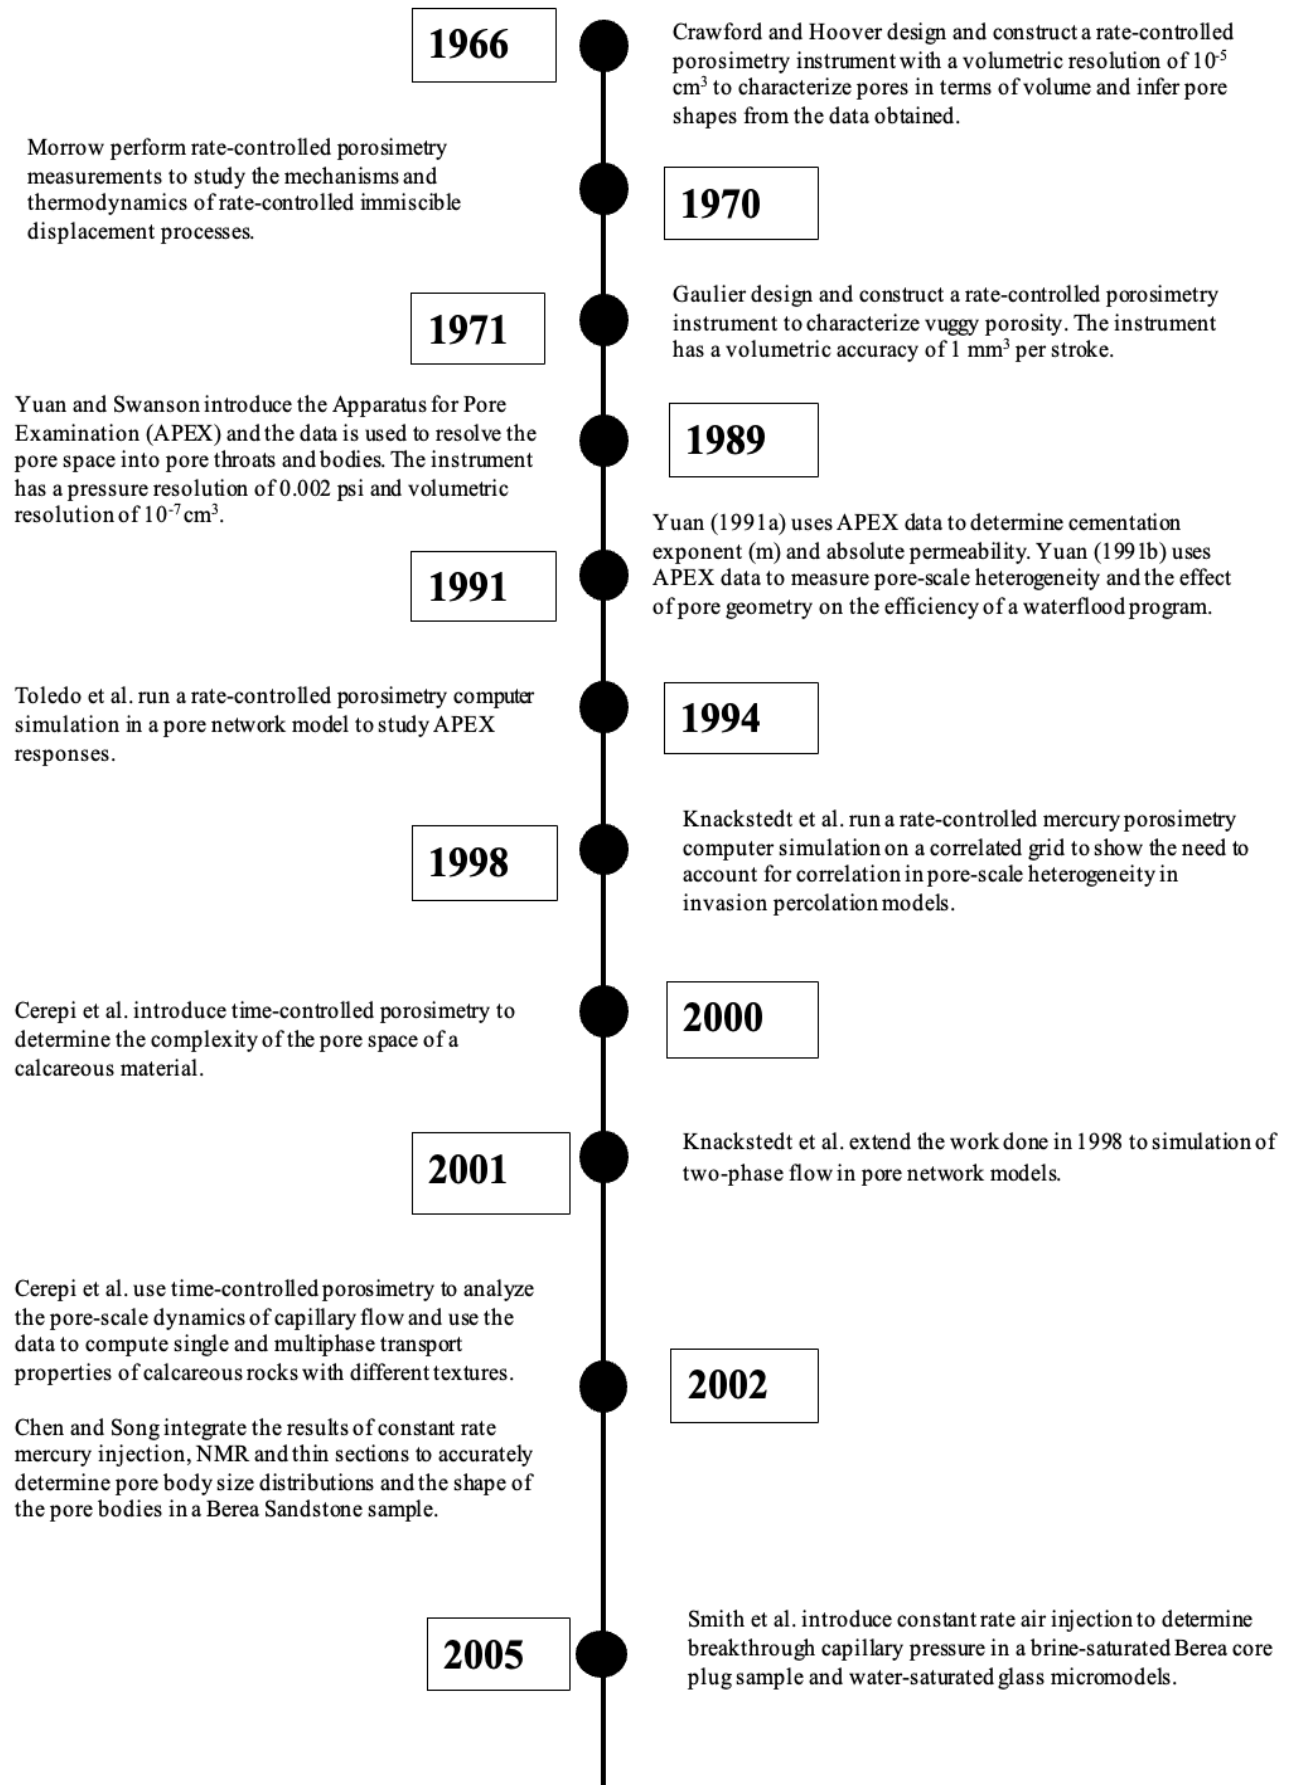 1966
Crawford and Hoover design and construct a rate-controlled
porosimetry instrument with a volumetric resolution of 10⁻⁵
cm³ to characterize pores in terms of volume and infer pore
shapes from the data obtained.
Morrow perform rate-controlled porosimetry
measurements to study the mechanisms and
thermodynamics of rate-controlled immiscible
displacement processes.
1970
1971
Gaulier design and construct a rate-controlled porosimetry
instrument to characterize vuggy porosity. The instrument
has a volumetric accuracy of 1 mm³ per stroke.
Yuan and Swanson introduce the Apparatus for Pore
Examination (APEX) and the data is used to resolve the
pore space into pore throats and bodies. The instrument
has a pressure resolution of 0.002 psi and volumetric
resolution of 10⁻⁷ cm³.
1989
1991
Yuan (1991a) uses APEX data to determine cementation
exponent (m) and absolute permeability. Yuan (1991b) uses
APEX data to measure pore-scale heterogeneity and the effect
of pore geometry on the efficiency of a waterflood program.
Toledo et al. run a rate-controlled porosimetry computer
simulation in a pore network model to study APEX
responses.
1994
1998
Knackstedt et al. run a rate-controlled mercury porosimetry
computer simulation on a correlated grid to show the need to
account for correlation in pore-scale heterogeneity in
invasion percolation models.
Cerepi et al. introduce time-controlled porosimetry to
determine the complexity of the pore space of a
calcareous material.
2000
2001
Knackstedt et al. extend the work done in 1998 to simulation of
two-phase flow in pore network models.
Cerepi et al. use time-controlled porosimetry to analyze
the pore-scale dynamics of capillary flow and use the
data to compute single and multiphase transport
properties of calcareous rocks with different textures.
Chen and Song integrate the results of constant rate
mercury injection, NMR and thin sections to accurately
determine pore body size distributions and the shape of
the pore bodies in a Berea Sandstone sample.
2002
2005
Smith et al. introduce constant rate air injection to determine
breakthrough capillary pressure in a brine-saturated Berea core
plug sample and water-saturated glass micromodels.